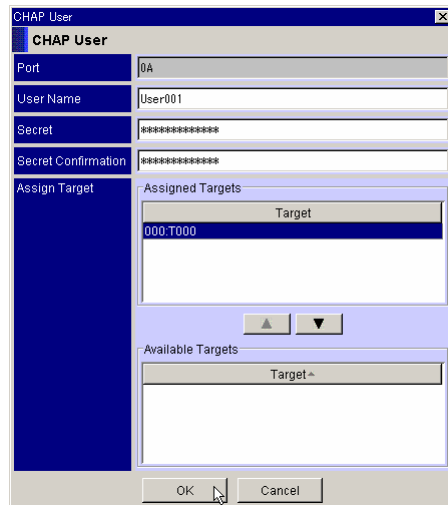 CHAP User
CHAP User
Port
0A
User Name
User001
Secret
*************
Secret Confirmation
*************
Assign Target
Assigned Targets
Target
000:T000
Available Targets
Target
OK
Cancel